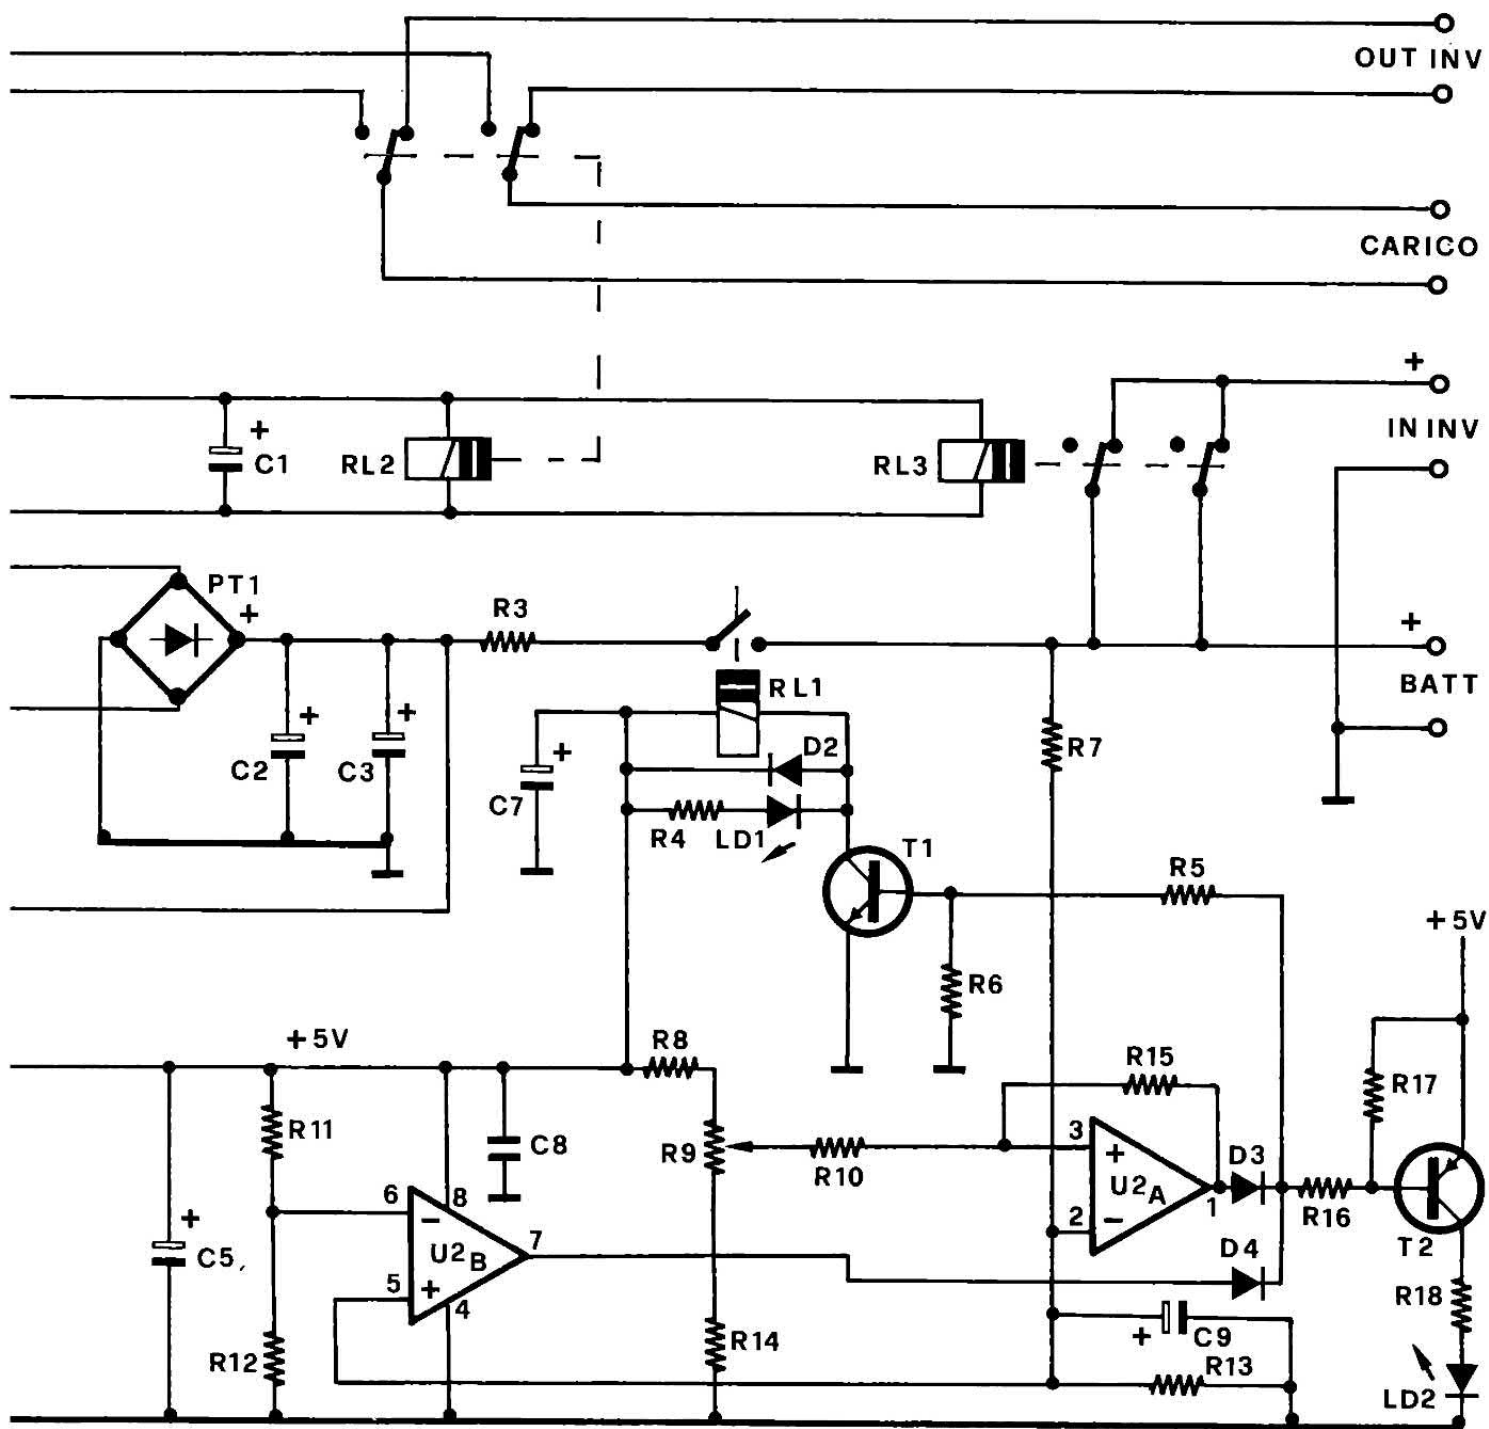 OUT INV
CARICO
+
IN INV
+
C1
RL2
RL3
PT1
+
R3
+
BATT
RL1
+
C2
+
C3
+
C7
D2
R7
R4
LD1
T1
R5
+5V
R6
+5V
R8
R15
R17
R11
C8
R9
R10
3
+
U2A
1
D3
2
-
R16
T2
6
8
-
U2B
7
5
+
4
+
C5
D4
R18
+
C9
R12
R14
R13
LD2